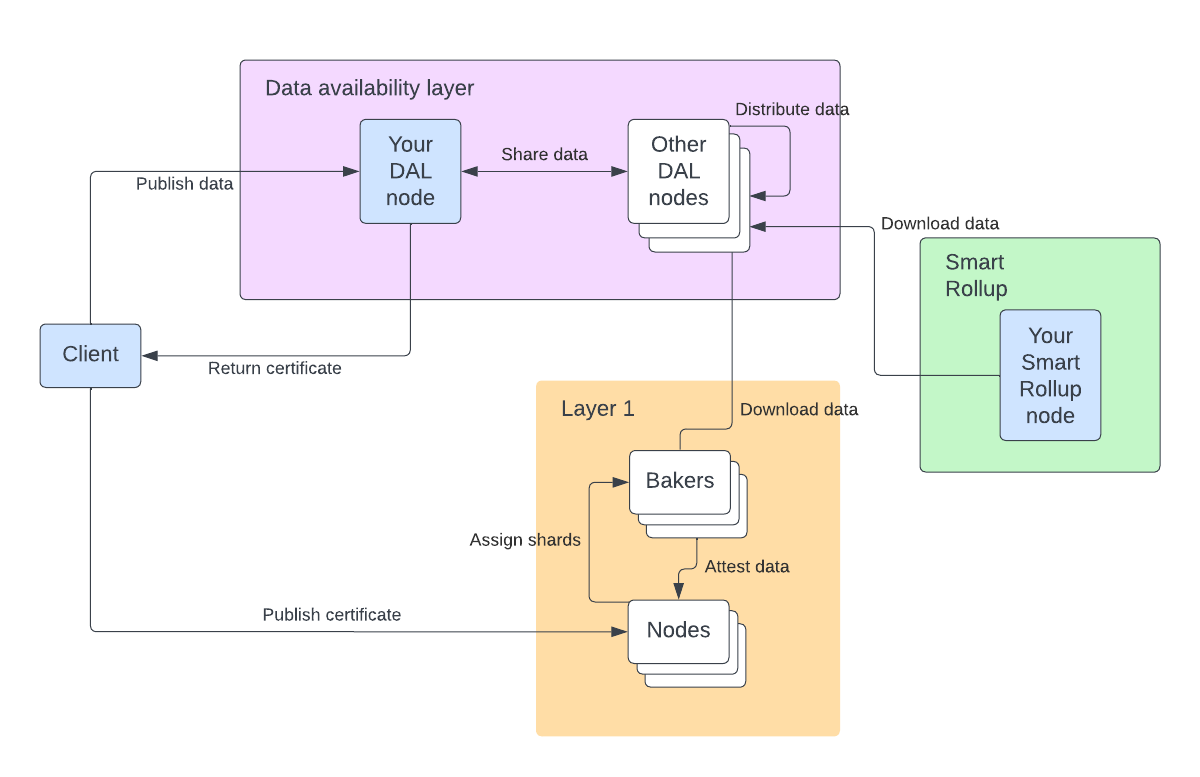 Data availability layer
Distribute data
Your
DAL
node
Share data
Other
DAL
nodes
Publish data
Download data
Smart
Rollup
Your
Smart
Rollup
node
Client
Return certificate
Layer 1
Download data
Bakers
Assign shards
Attest data
Publish certificate
Nodes